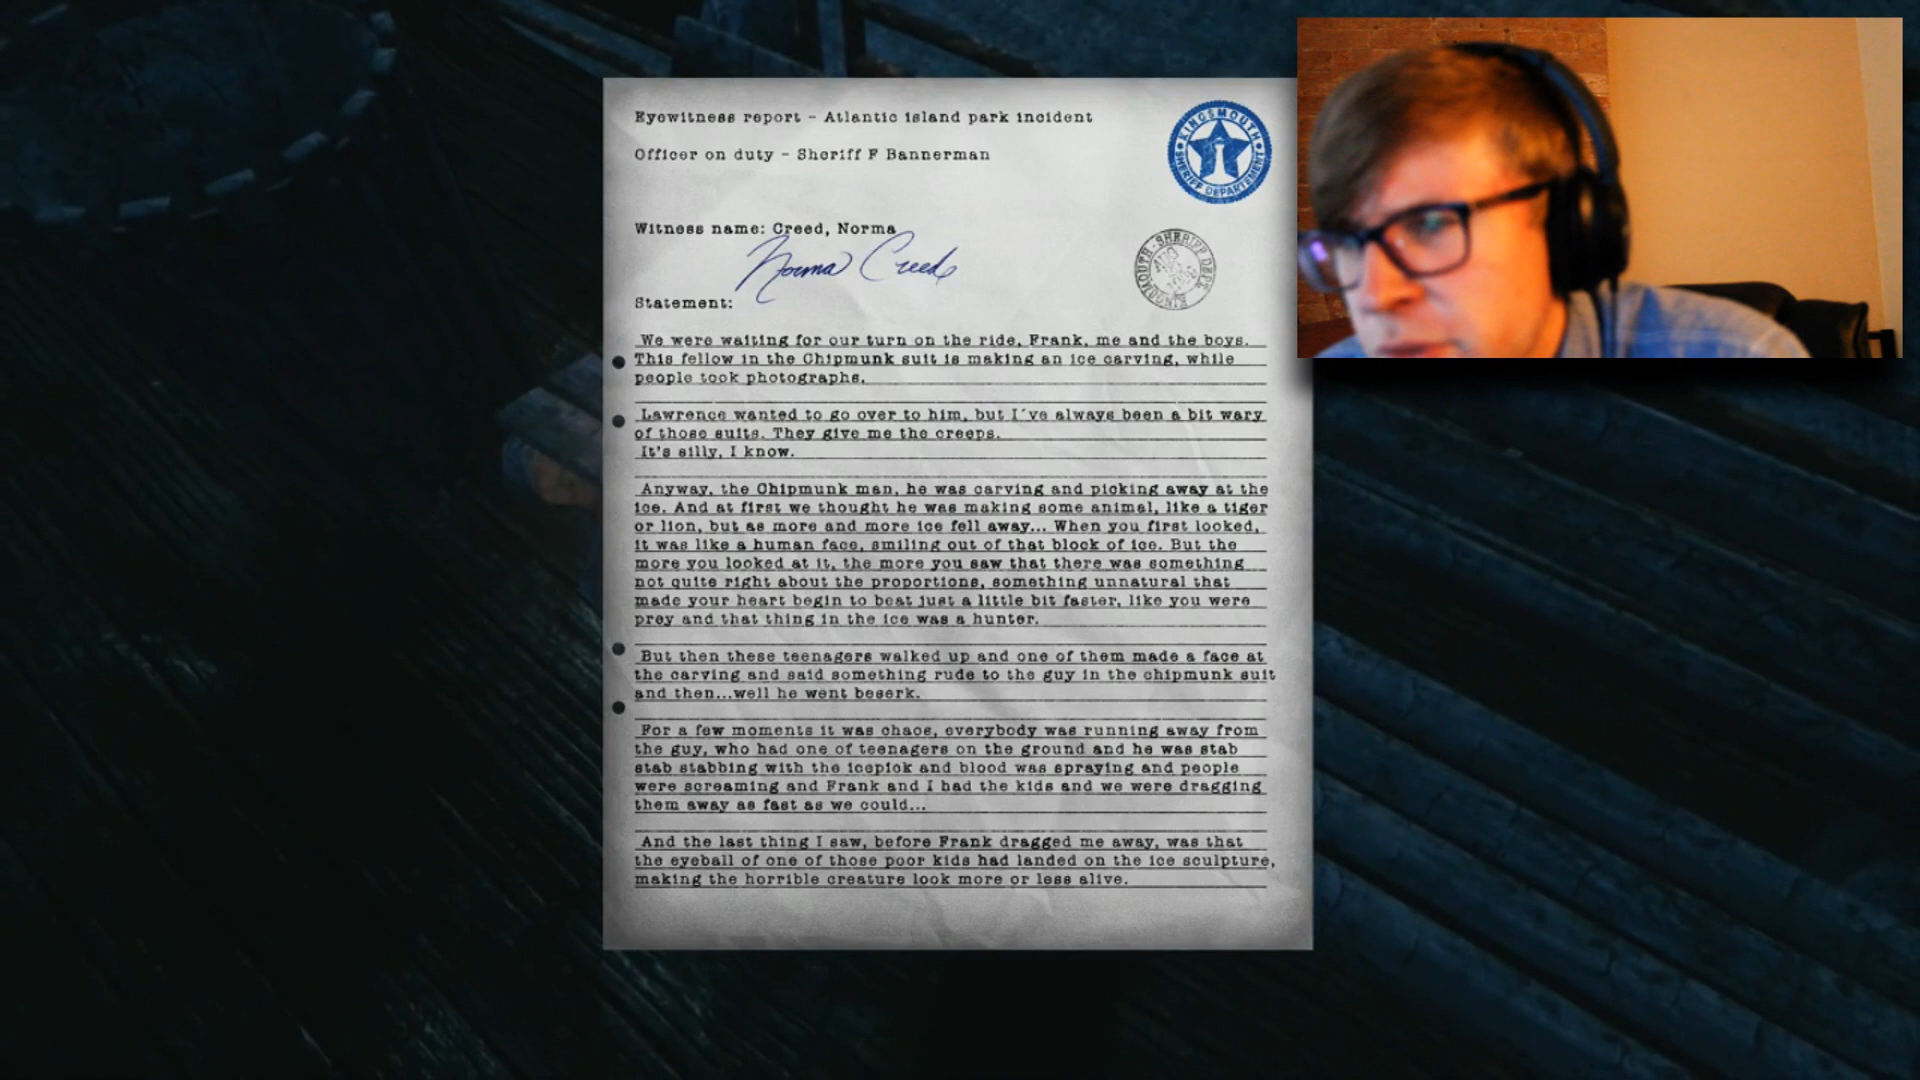 Eyewitness report - Atlantic island park incident
KINGSMOUTH
SHERIFF DEPARTEMENT
Officer on duty - Sheriff F Bannerman
Witness name: Creed, Norma
Norma Creed
KINGSMOUTH-SHERIFF DEPT.
Statement:
We were waiting for our turn on the ride, Frank, me and the boys.
This fellow in the Chipmunk suit is making an ice carving, while
people took photographs.
Lawrence wanted to go over to him, but I´ve always been a bit wary
of those suits. They give me the creeps.
It's silly, I know.
Anyway, the Chipmunk man, he was carving and picking away at the
ice. And at first we thought he was making some animal, like a tiger
or lion, but as more and more ice fell away... When you first looked,
it was like a human face, smiling out of that block of ice. But the
more you looked at it, the more you saw that there was something
not quite right about the proportions, something unnatural that
made your heart begin to beat just a little bit faster, like you were
prey and that thing in the ice was a hunter.
But then these teenagers walked up and one of them made a face at
the carving and said something rude to the guy in the chipmunk suit
and then...well he went beserk.
For a few moments it was chaos, everybody was running away from
the guy, who had one of teenagers on the ground and he was stab
stab stabbing with the icepick and blood was spraying and people
were screaming and Frank and I had the kids and we were dragging
them away as fast as we could...
And the last thing I saw, before Frank dragged me away, was that
the eyeball of one of those poor kids had landed on the ice sculpture,
making the horrible creature look more or less alive.